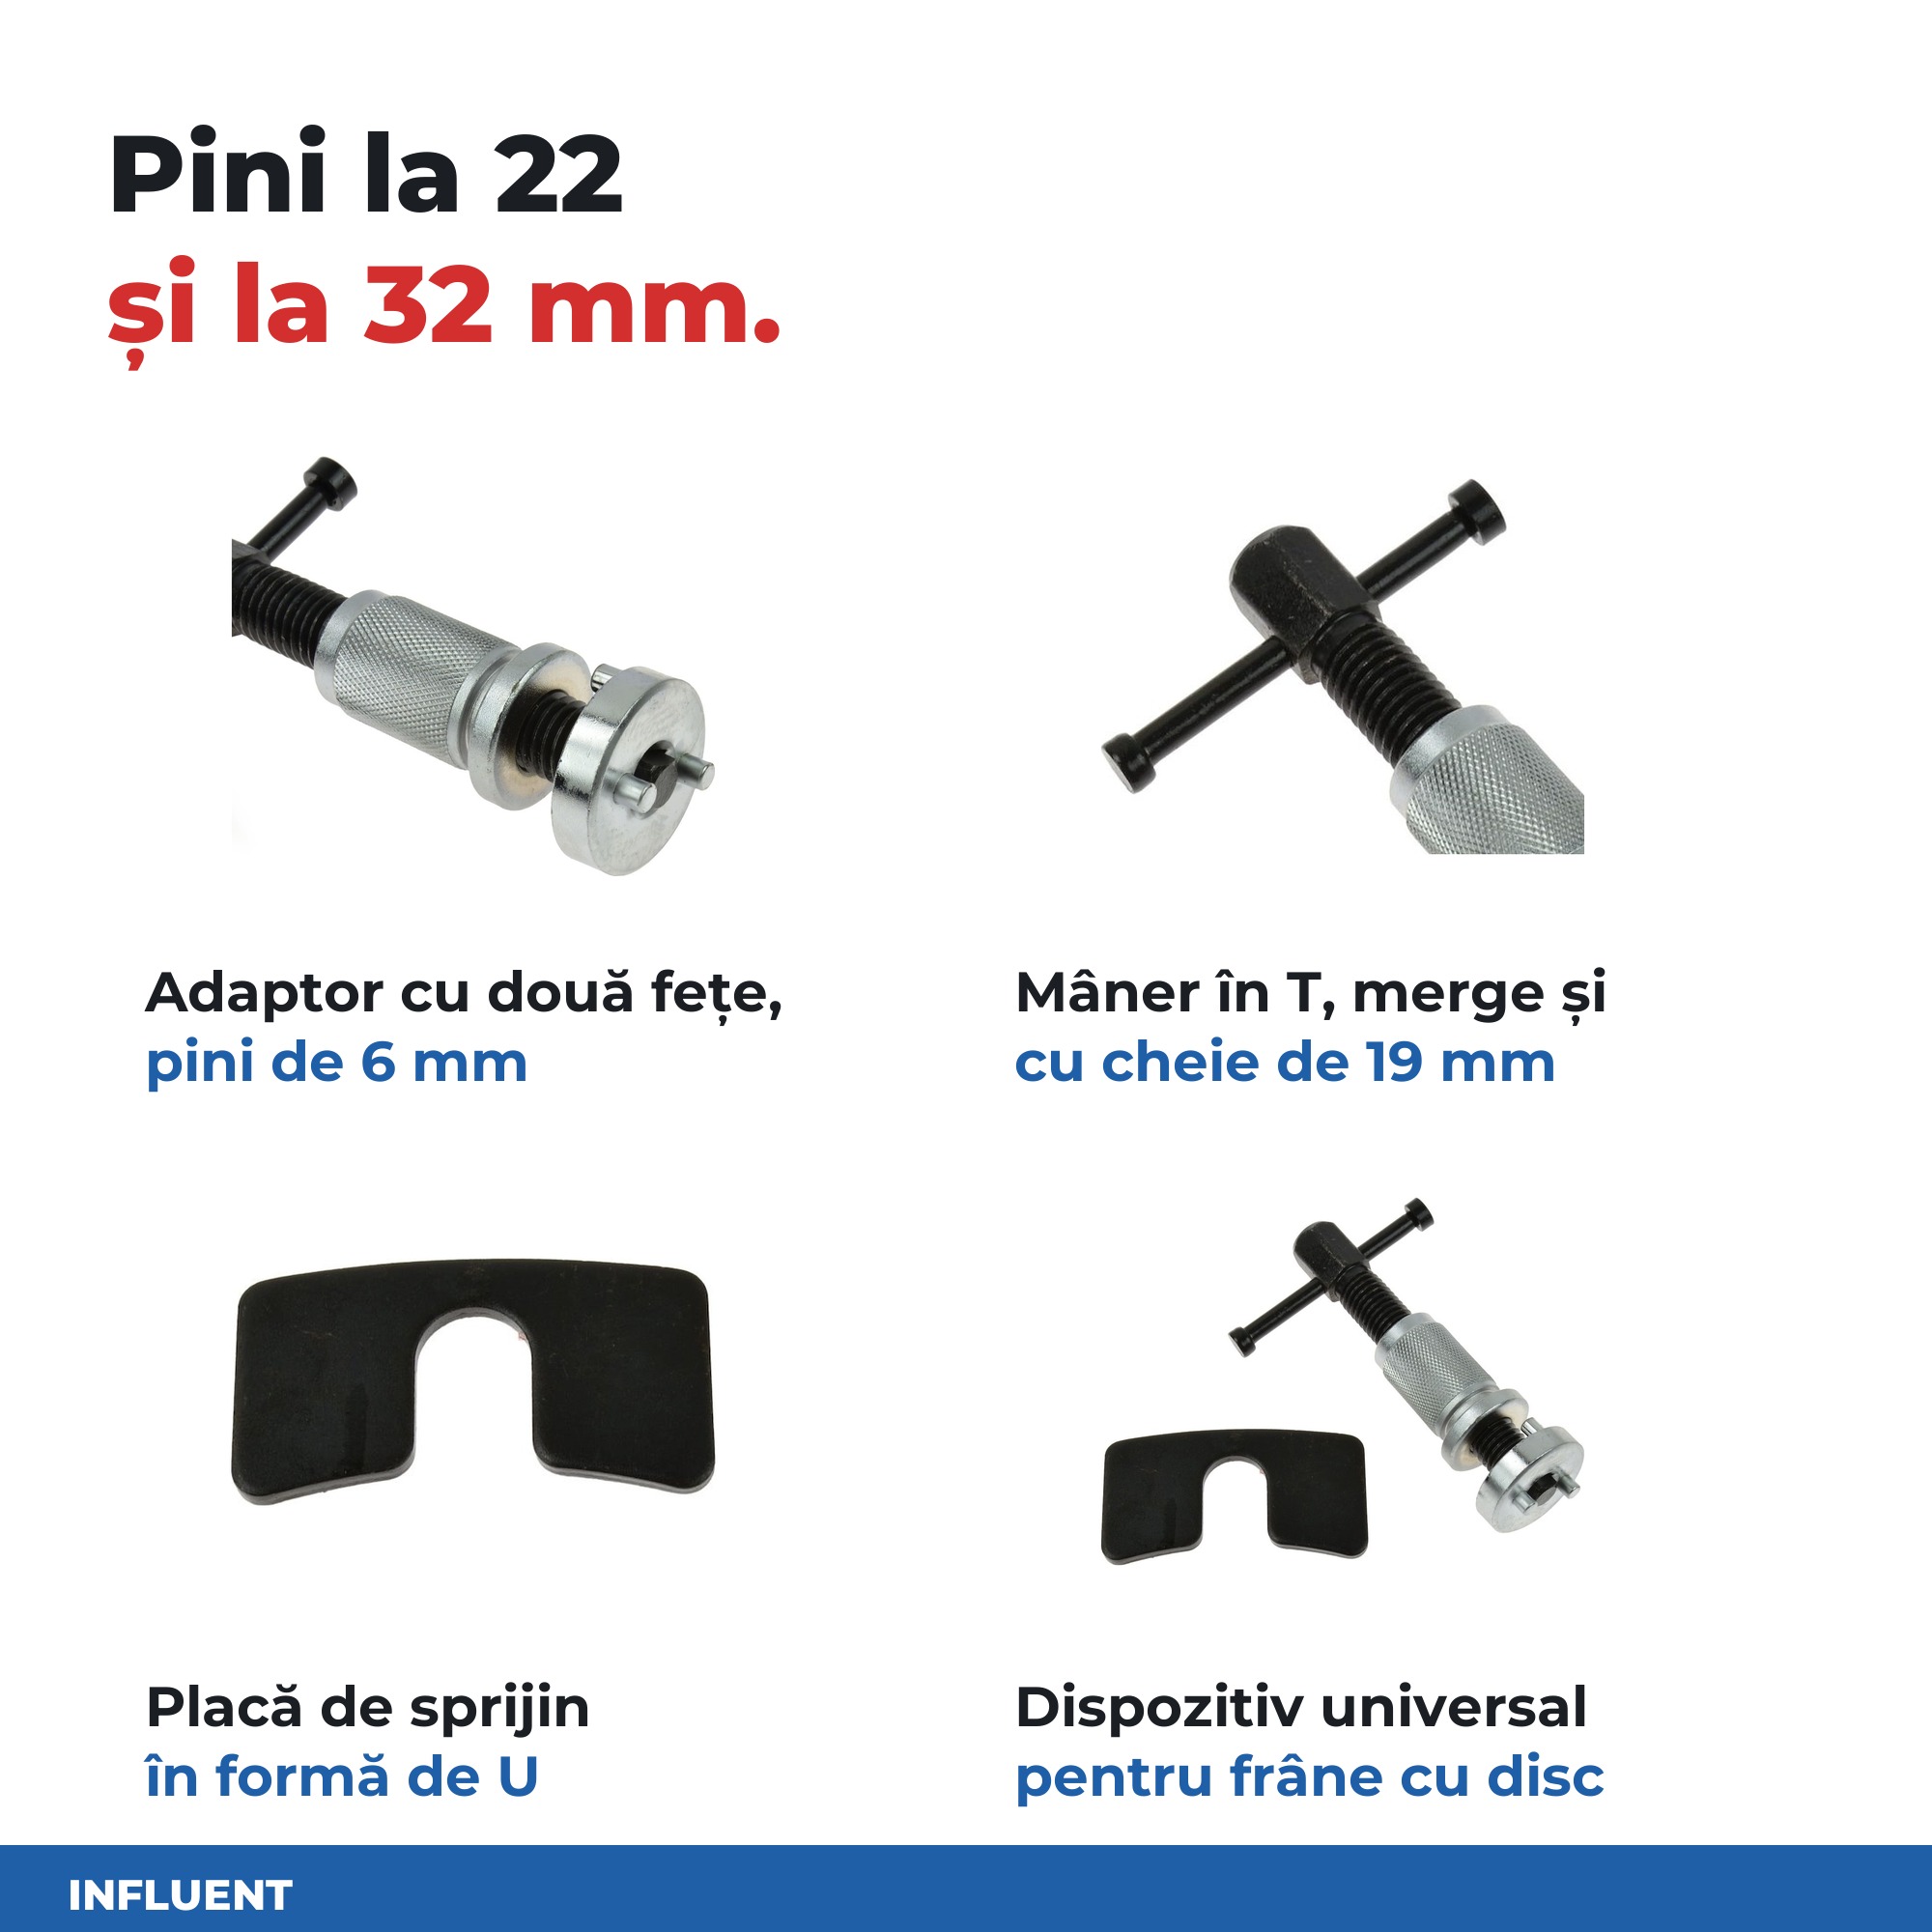 Pini la 22
și la 32 mm.
Adaptor cu două fețe,
pini de 6 mm
Mâner în T, merge și
cu cheie de 19 mm
Placă de sprijin
în formă de U
Dispozitiv universal
pentru frâne cu disc
INFLUENT